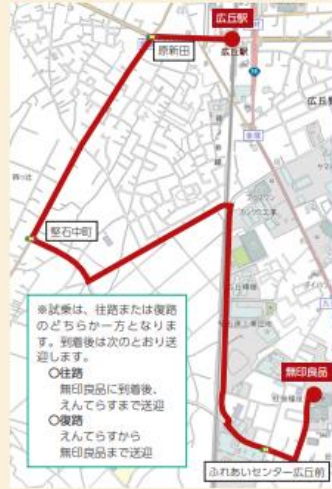 広丘駅
広丘駅
原新田
堅石中町
※試乗は、往路または復路
のどちらか一方となりま
す。到着後は次のとおり送
迎します。
○往路
無印良品に到着後、
えんてらすまで送迎
○復路
えんてらすから
無印良品まで送迎
無印良品
ふれあいセンター広丘前